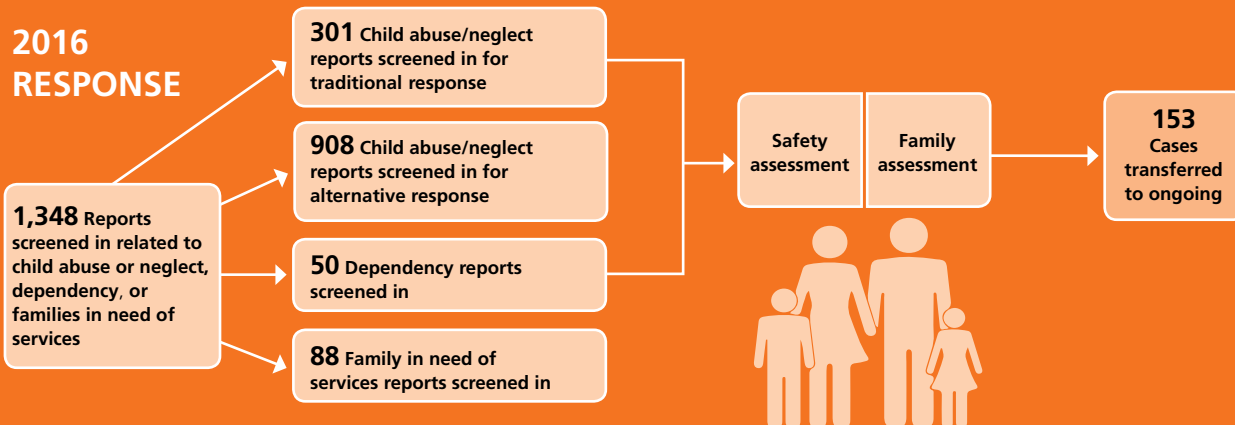 2016
RESPONSE
1,348 Reports
screened in related to
child abuse or neglect,
dependency, or
families in need of
services
301 Child abuse/neglect
reports screened in for
traditional response
908 Child abuse/neglect
reports screened in for
alternative response
50 Dependency reports
screened in
88 Family in need of
services reports screened in
Safety
assessment
Family
assessment
153
Cases
transferred
to ongoing